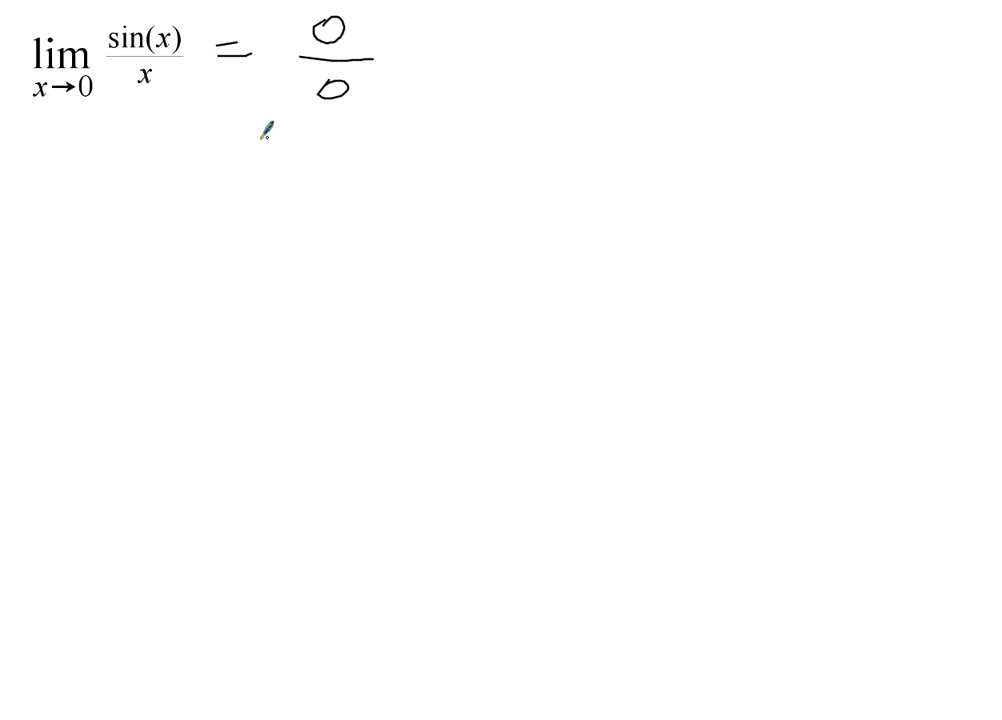 lim x→0 sin(x)/x = 0/0